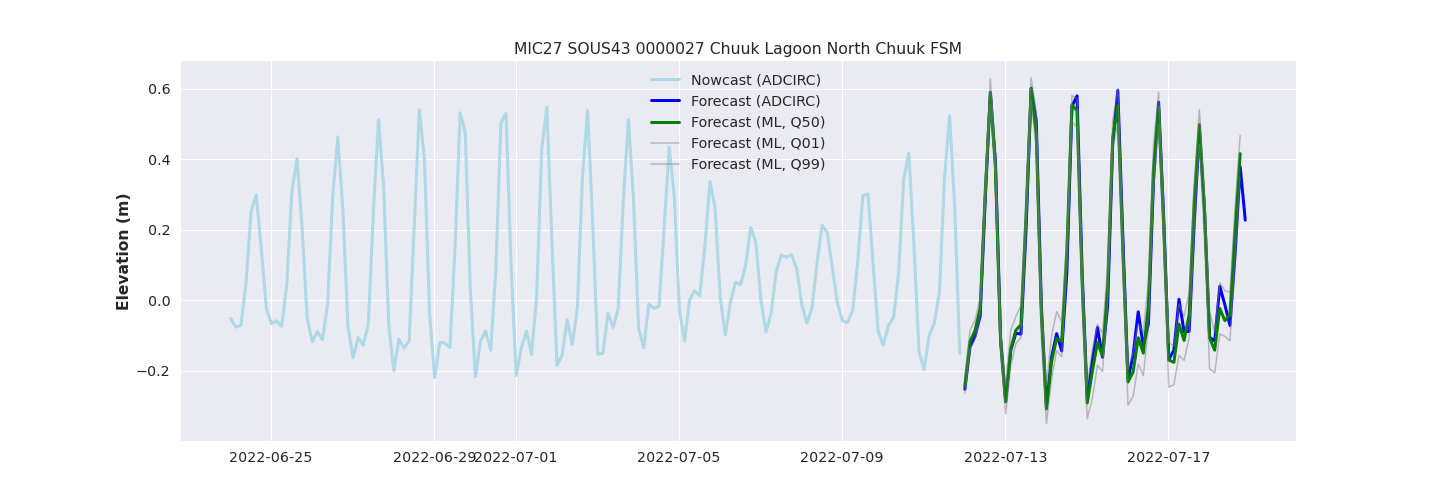 MIC27 SOUS43 0000027 Chuuk Lagoon North Chuuk FSM
Elevation (m)
0.6
0.4
0.2
0.0
−0.2
Nowcast (ADCIRC)
Forecast (ADCIRC)
Forecast (ML, Q50)
Forecast (ML, Q01)
Forecast (ML, Q99)
2022-06-25 2022-06-29 2022-07-01 2022-07-05 2022-07-09 2022-07-13 2022-07-17